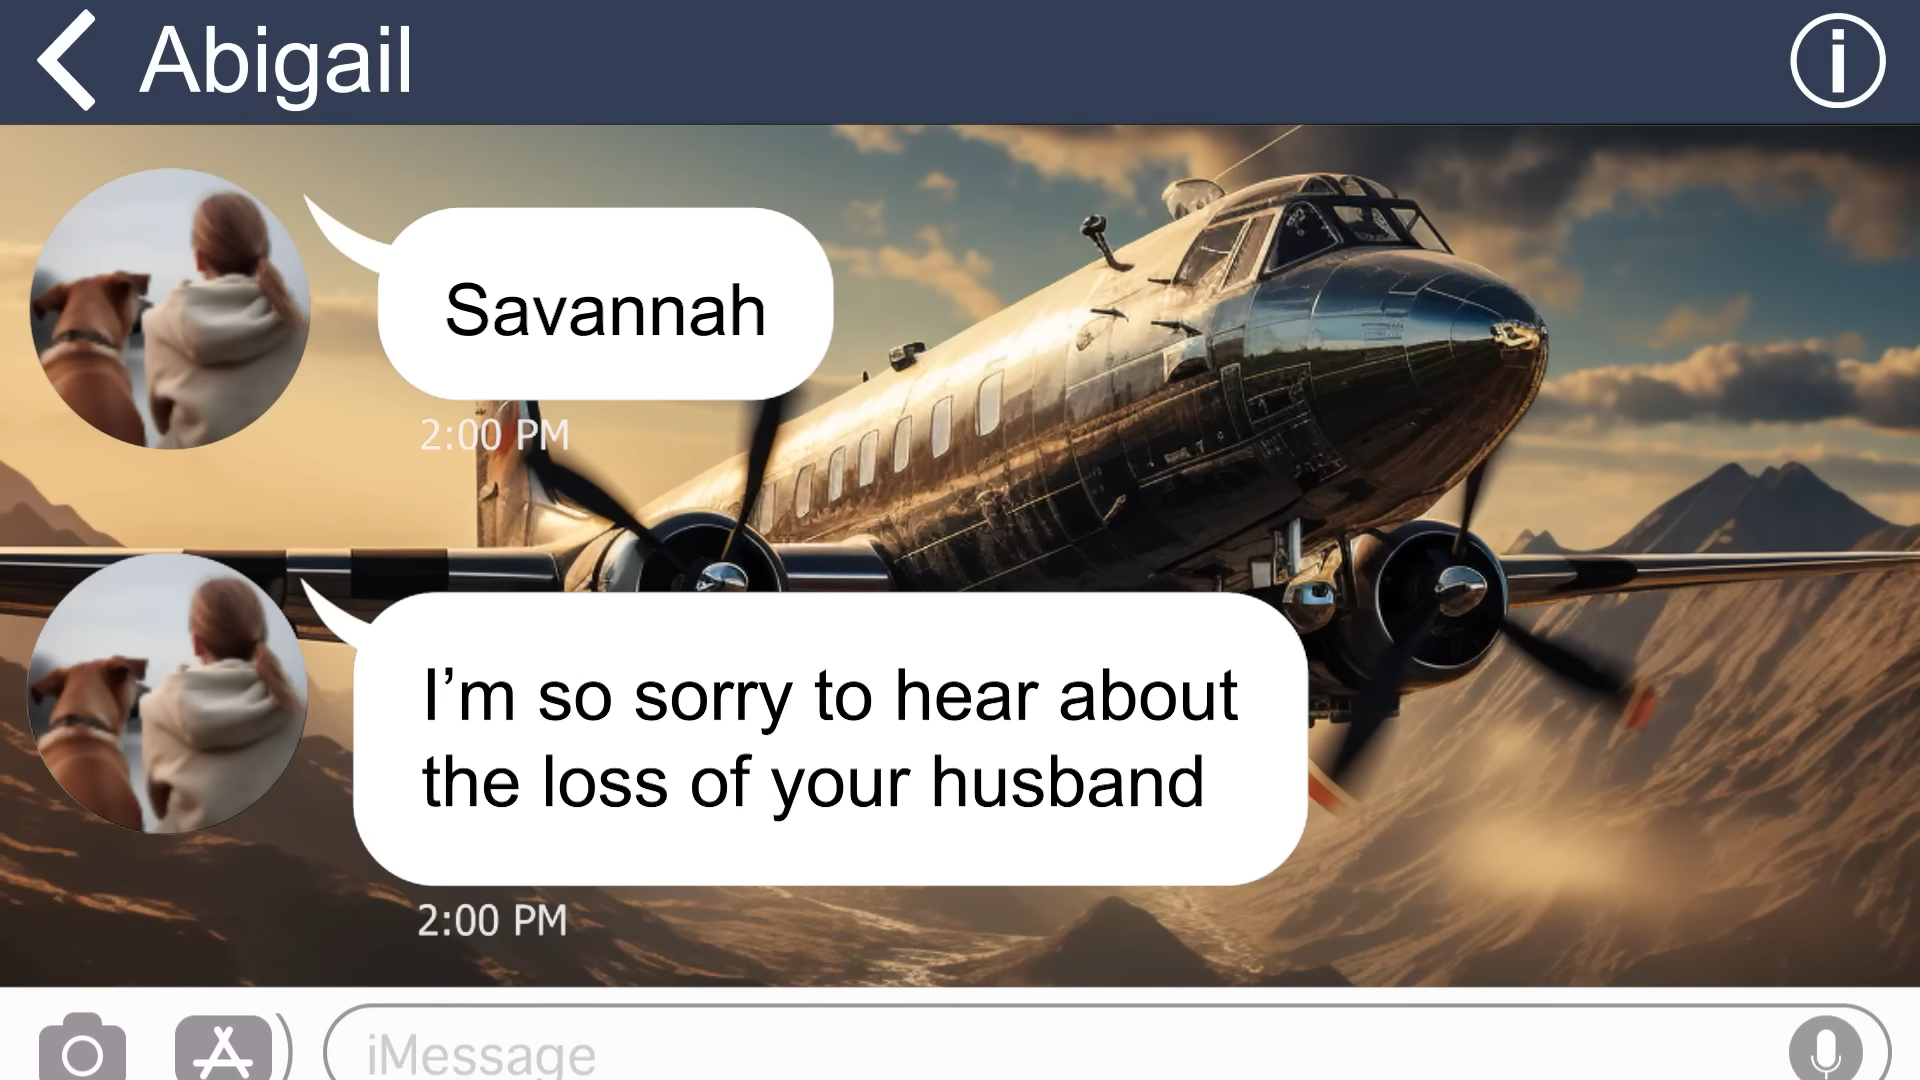 Abigail
Savannah
2:00 PM
I’m so sorry to hear about
the loss of your husband
2:00 PM
iMessage